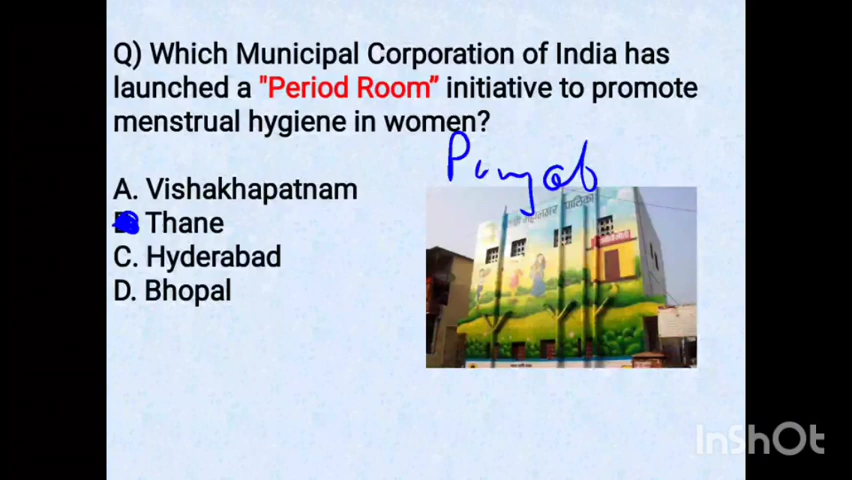 Q) Which Municipal Corporation of India has
launched a "Period Room” initiative to promote
menstrual hygiene in women?
Punjab
A. Vishakhapatnam
Thane
C. Hyderabad
D. Bhopal
पालिका
InShOt